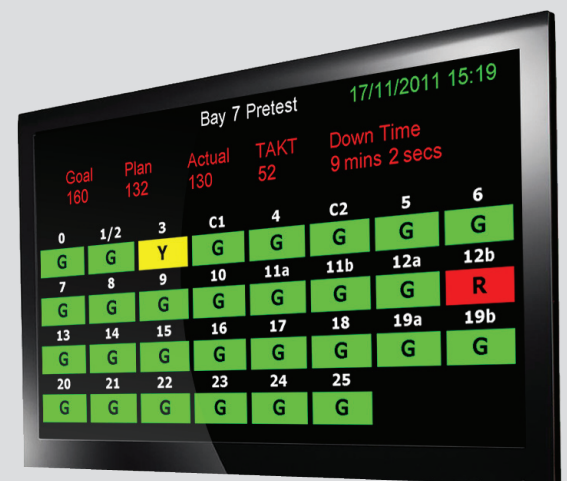 Bay 7 Pretest 17/11/2011 15:19
Goal Plan Actual TAKT Down Time
160 132 130 52 9 mins 2 secs
0 1/2 3 C1 4 C2 5 6
G G Y G G G G G
7 8 9 10 11a 11b 12a 12b
G G G G G G G R
13 14 15 16 17 18 19a 19b
G G G G G G G G
20 21 22 23 24 25
G G G G G G